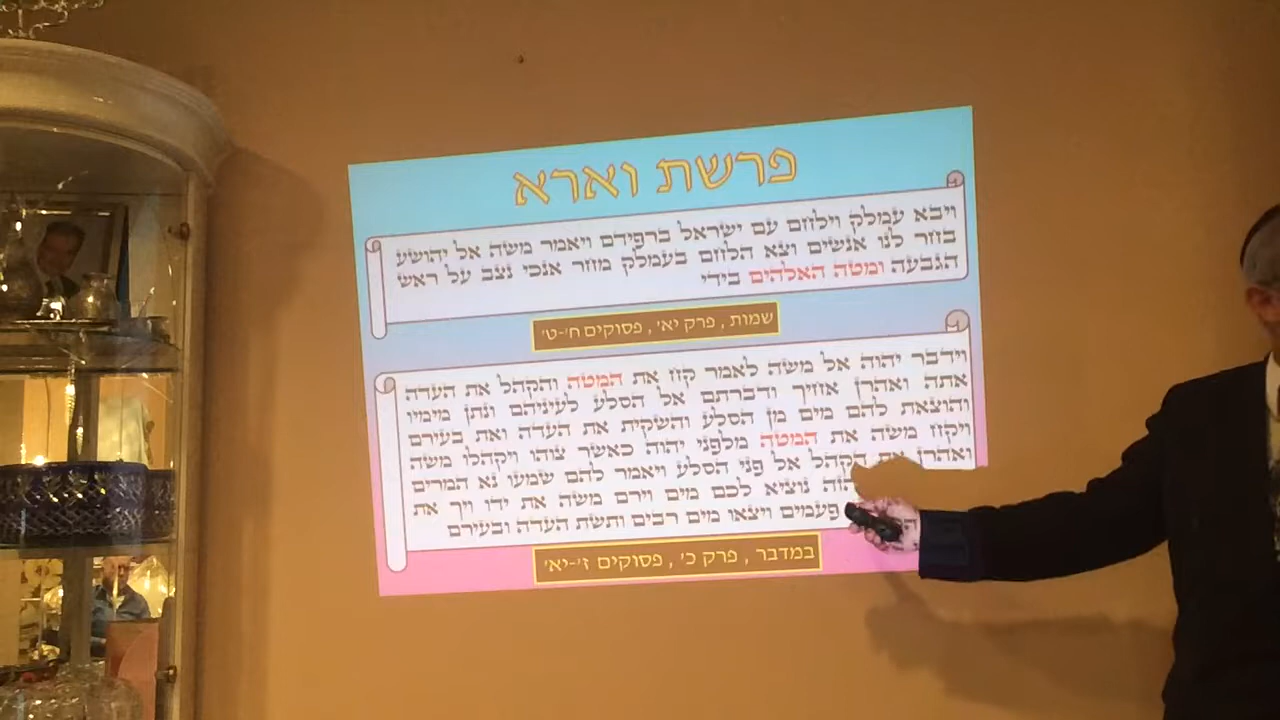 פרשת וארא
ויבא עמלק וילחם עם ישראל ברפידם ויאמר משה אל יהושע
בחר לנו אנשים וצא הלחם בעמלק מחר אנכי נצב על ראש
הגבעה ומטה האלהים בידי
שמות , פרק יא', פסוקים ח'-ט'
וידבר יהוה אל משה לאמר קח את המטה והקהל את העדה
אתה ואהרן אחיך ודברתם אל הסלע לעיניהם ונתן מימיו
והוצאת להם מים מן הסלע והשקית את העדה ואת בעירם
ויקח משה את המטה מלפני יהוה כאשר צוהו ויקהלו משה
ואהרן את הקהל אל פני הסלע ויאמר להם שמעו נא המרים
הזה נוציא לכם מים וירם משה את ידו ויך את
פעמים ויצאו מים רבים ותשת העדה ובעירם
במדבר , פרק כ', פסוקים ז'-יא'